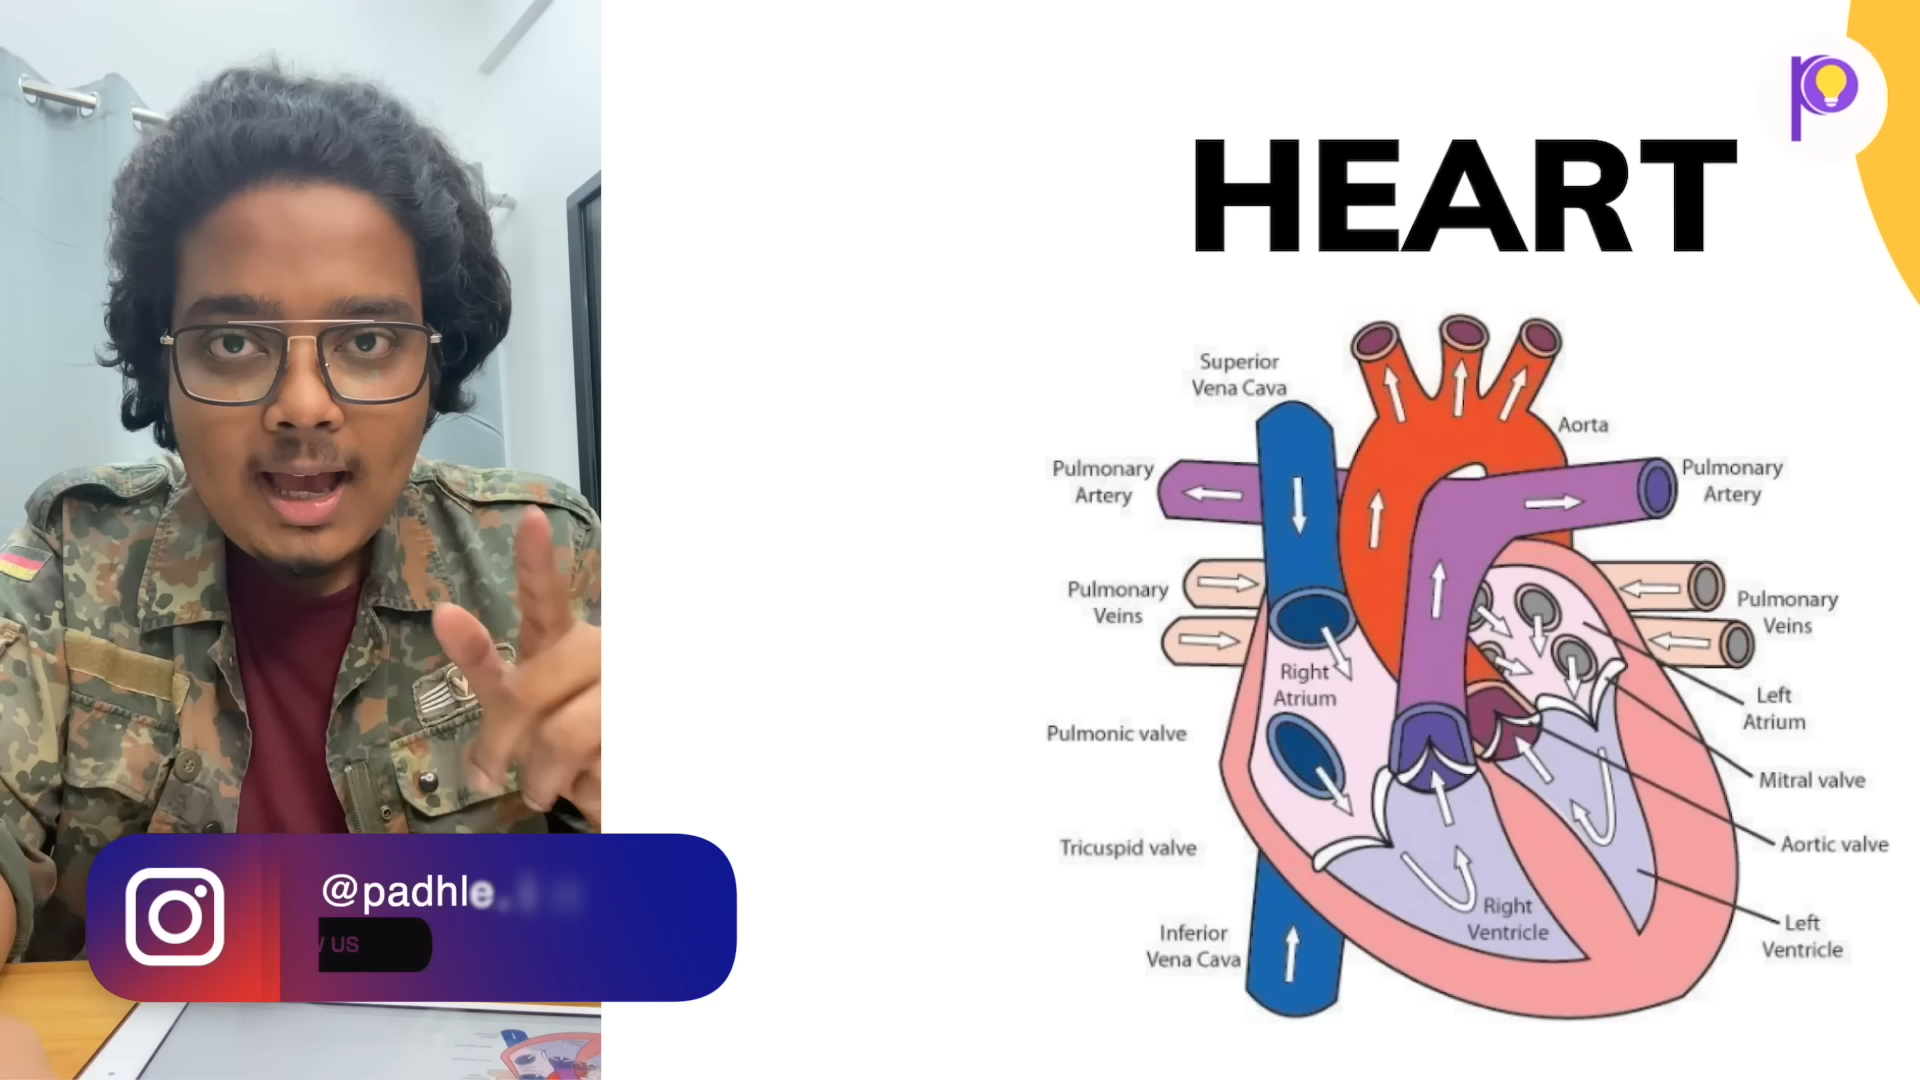 HEART
Superior
Vena Cava
Aorta
Pulmonary
Artery
Pulmonary
Artery
Pulmonary
Veins
Pulmonary
Veins
Right
Atrium
Left
Atrium
Pulmonic valve
Mitral valve
Tricuspid valve
Aortic valve
Right
Ventricle
Left
Ventricle
Inferior
Vena Cava
@padhle.
US